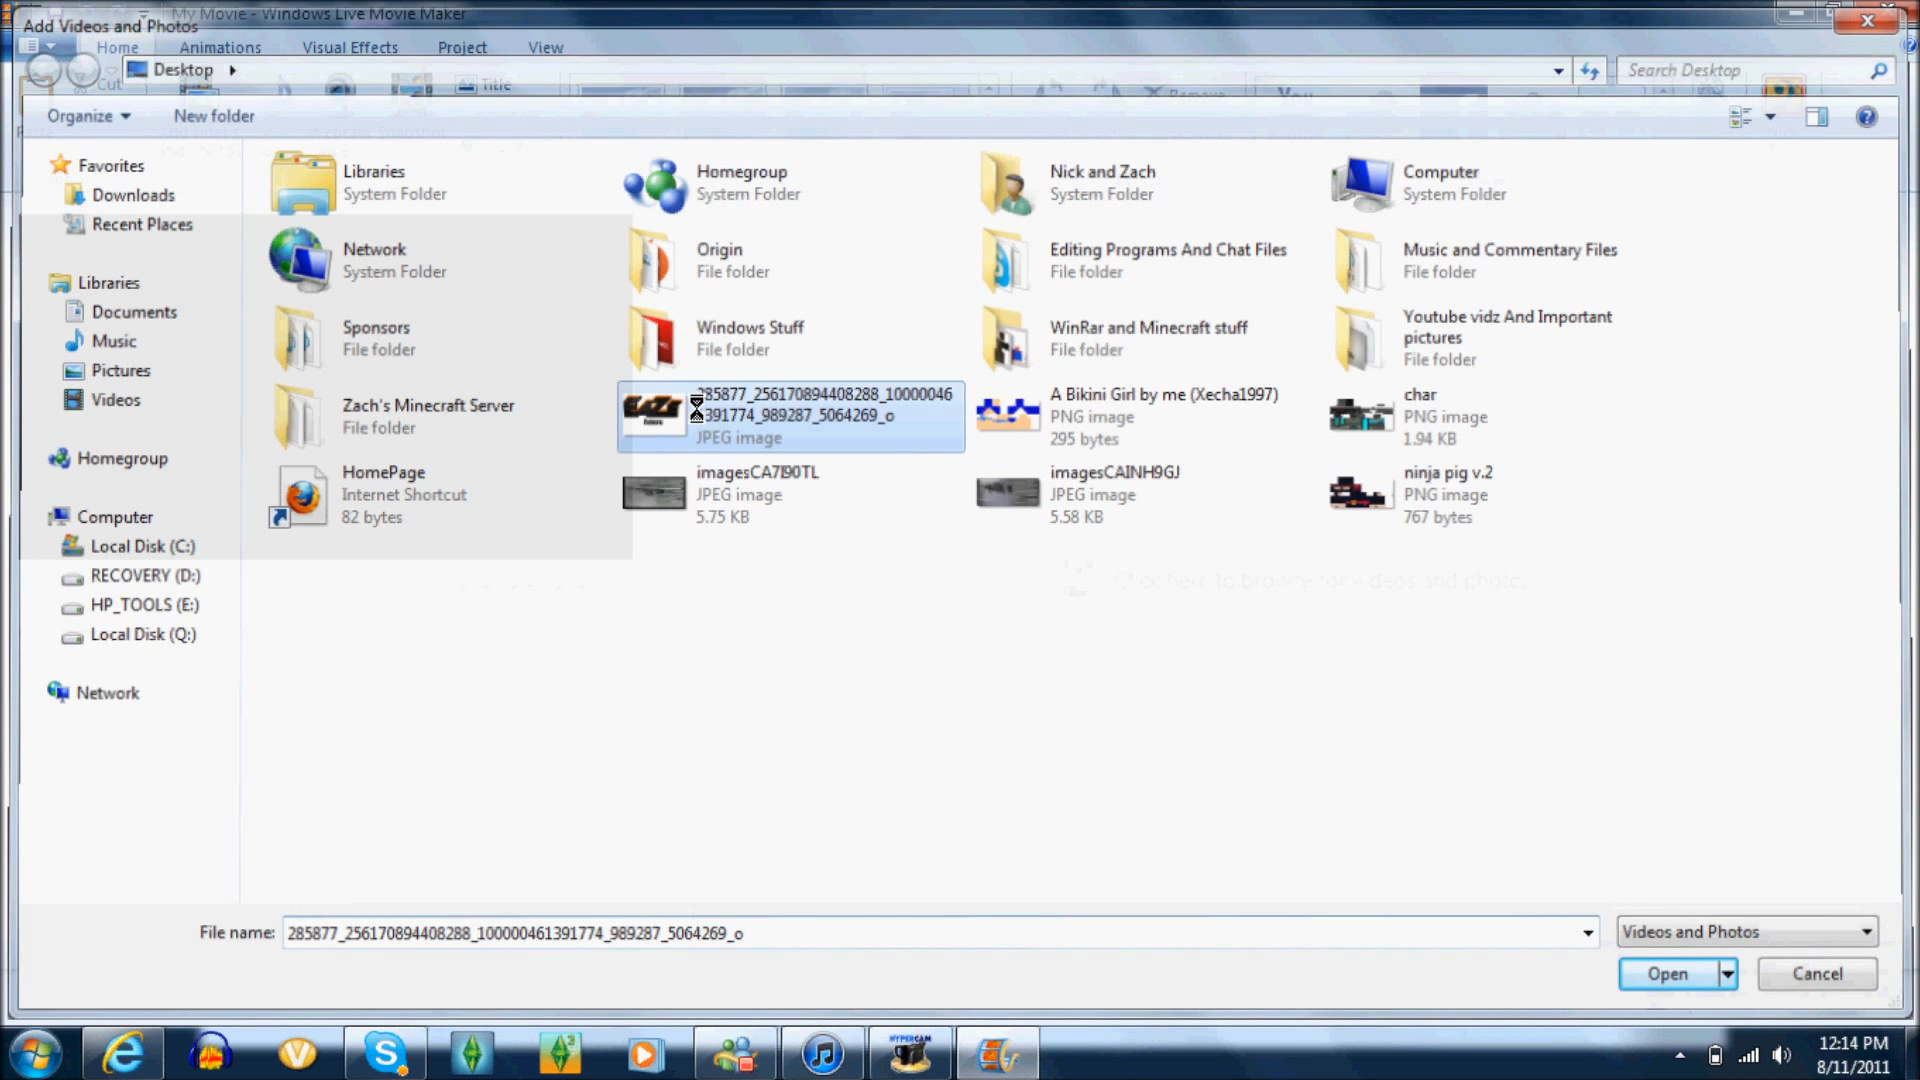 My Movie - Windows Live Movie Maker
Add Videos and Photos
Home Animations Visual Effects Project View
Desktop
Search Desktop
Cut
Title
Remove
Organize
New folder
Favorites
Downloads
Recent Places
Libraries
Documents
Music
Pictures
Videos
Homegroup
Computer
Local Disk (C:)
RECOVERY (D:)
HP_TOOLS (E:)
Local Disk (Q:)
Network
Libraries
System Folder
Homegroup
System Folder
Nick and Zach
System Folder
Computer
System Folder
Network
System Folder
Origin
File folder
Editing Programs And Chat Files
File folder
Music and Commentary Files
File folder
Sponsors
File folder
Windows Stuff
File folder
WinRar and Minecraft stuff
File folder
Youtube vidz And Important
pictures
File folder
Zach's Minecraft Server
File folder
285877_256170894408288_10000046
1391774_989287_5064269_o
JPEG image
A Bikini Girl by me (Xecha1997)
PNG image
295 bytes
char
PNG image
1.94 KB
HomePage
Internet Shortcut
82 bytes
imagesCA7I90TL
JPEG image
5.75 KB
imagesCAINH9GJ
JPEG image
5.58 KB
ninja pig v.2
PNG image
767 bytes
File name: 285877_256170894408288_100000461391774_989287_5064269_o
Videos and Photos
Open
Cancel
HYPERCAM
12:14 PM
8/11/2011